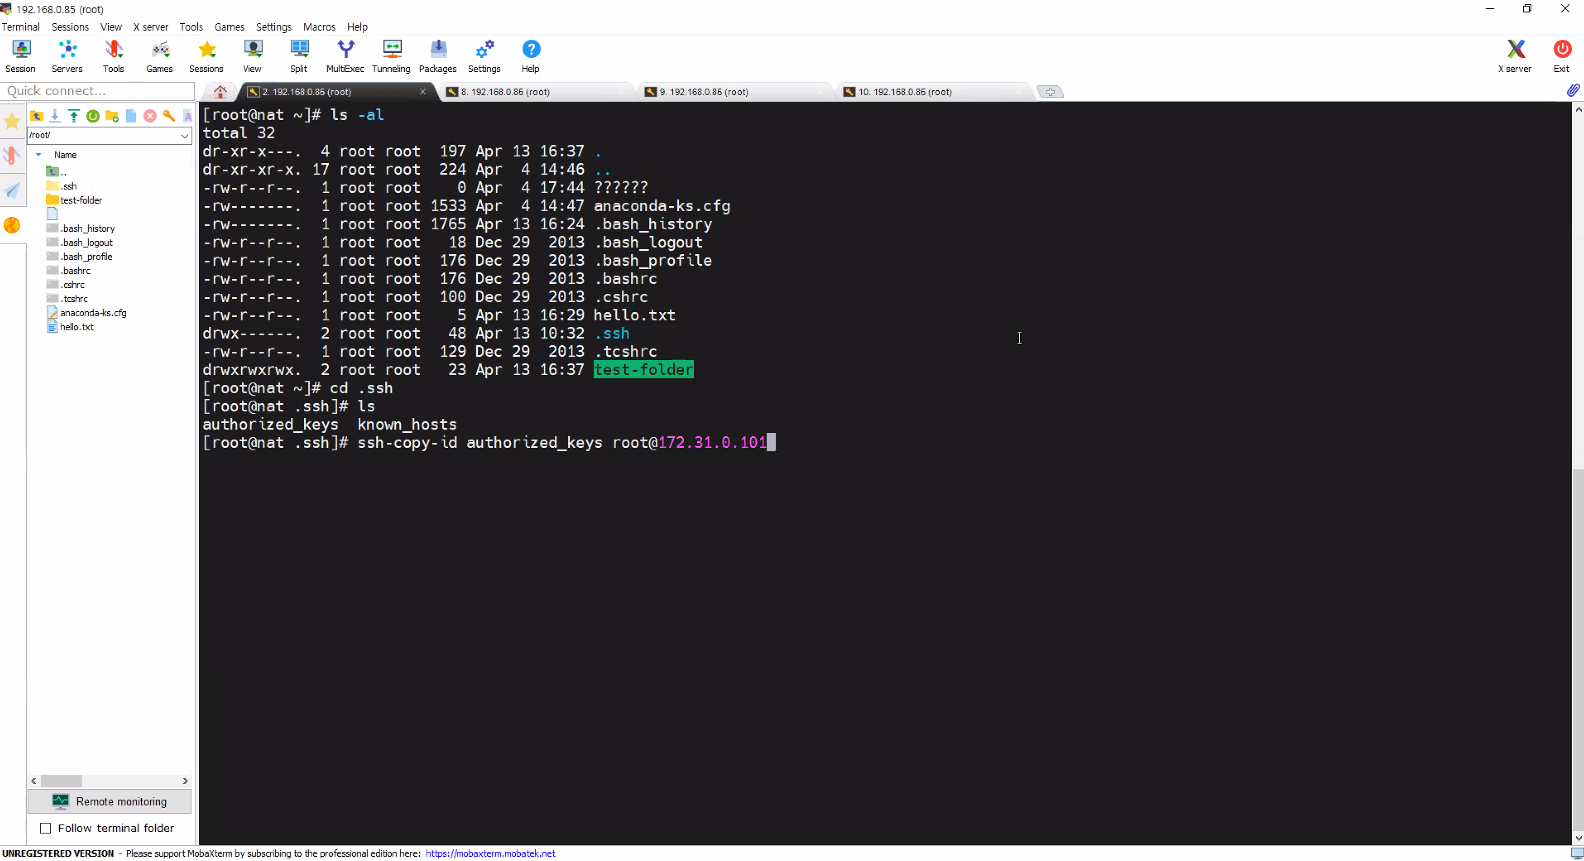 192.168.0.85 (root)
Terminal Sessions View X server Tools Games Settings Macros Help
Session Servers Tools Games Sessions View Split MultiExec Tunneling Packages Settings Help X server Exit
Quick connect...
2. 192.168.0.85 (root) 8. 192.168.0.85 (root) 9. 192.168.0.85 (root) 10. 192.168.0.85 (root)
/root/
Name
..
.ssh
test-folder
.bash_history
.bash_logout
.bash_profile
.bashrc
.cshrc
.tcshrc
anaconda-ks.cfg
hello.txt
[root@nat ~]# ls -al
total 32
dr-xr-x---. 4 root root 197 Apr 13 16:37 .
dr-xr-xr-x. 17 root root 224 Apr 4 14:46 ..
-rw-r--r--. 1 root root 0 Apr 4 17:44 ??????
-rw-------. 1 root root 1533 Apr 4 14:47 anaconda-ks.cfg
-rw-------. 1 root root 1765 Apr 13 16:24 .bash_history
-rw-r--r--. 1 root root 18 Dec 29 2013 .bash_logout
-rw-r--r--. 1 root root 176 Dec 29 2013 .bash_profile
-rw-r--r--. 1 root root 176 Dec 29 2013 .bashrc
-rw-r--r--. 1 root root 100 Dec 29 2013 .cshrc
-rw-r--r--. 1 root root 5 Apr 13 16:29 hello.txt
drwx------. 2 root root 48 Apr 13 10:32 .ssh
-rw-r--r--. 1 root root 129 Dec 29 2013 .tcshrc
drwxrwxrwx. 2 root root 23 Apr 13 16:37 test-folder
[root@nat ~]# cd .ssh
[root@nat .ssh]# ls
authorized_keys known_hosts
[root@nat .ssh]# ssh-copy-id authorized_keys root@172.31.0.101
Remote monitoring
Follow terminal folder
UNREGISTERED VERSION - Please support MobaXterm by subscribing to the professional edition here: https://mobaxterm.mobatek.net